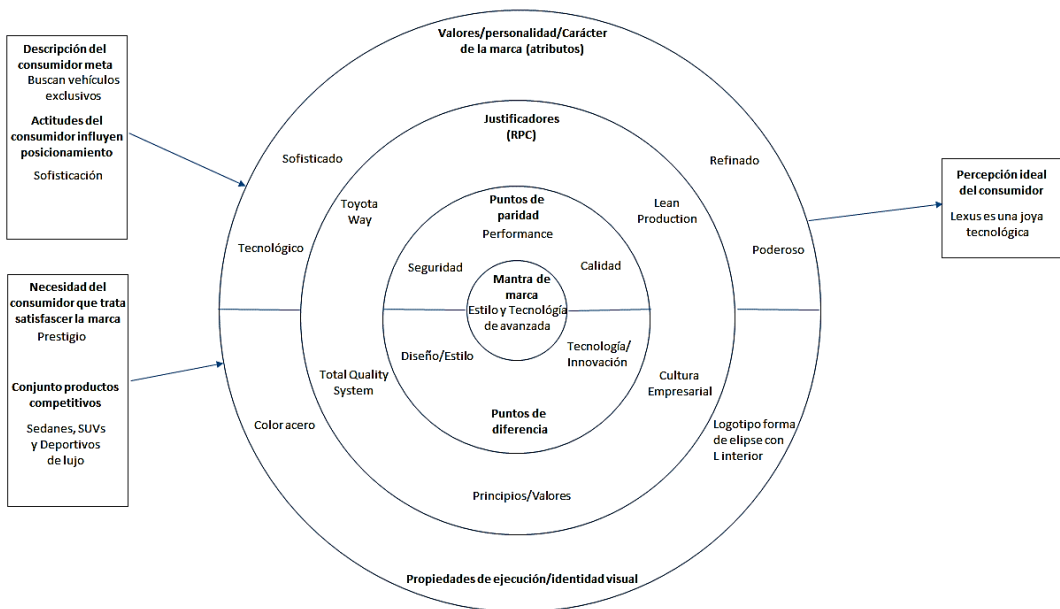 Descripción del
consumidor meta
Buscan vehículos
exclusivos
Actitudes del
consumidor influyen
posicionamiento
Sofisticación
Necesidad del
consumidor que trata
satisfascer la marca
Prestigio
Conjunto productos
competitivos
Sedanes, SUVs
y Deportivos
de lujo
Valores/personalidad/Carácter
de la marca (atributos)
Sofisticado
Refinado
Tecnológico
Poderoso
Justificadores
(RPC)
Toyota
Way
Lean
Production
Puntos de
paridad
Performance
Seguridad
Calidad
Mantra de
marca
Estilo y Tecnológía
de avanzada
Diseño/Estilo
Tecnología/
Innovación
Puntos de
diferencia
Total Quality
System
Cultura
Empresarial
Principios/Valores
Color acero
Logotipo forma
de elipse con
L interior
Propiedades de ejecución/identidad visual
Percepción ideal
del consumidor
Lexus es una joya
tecnológica